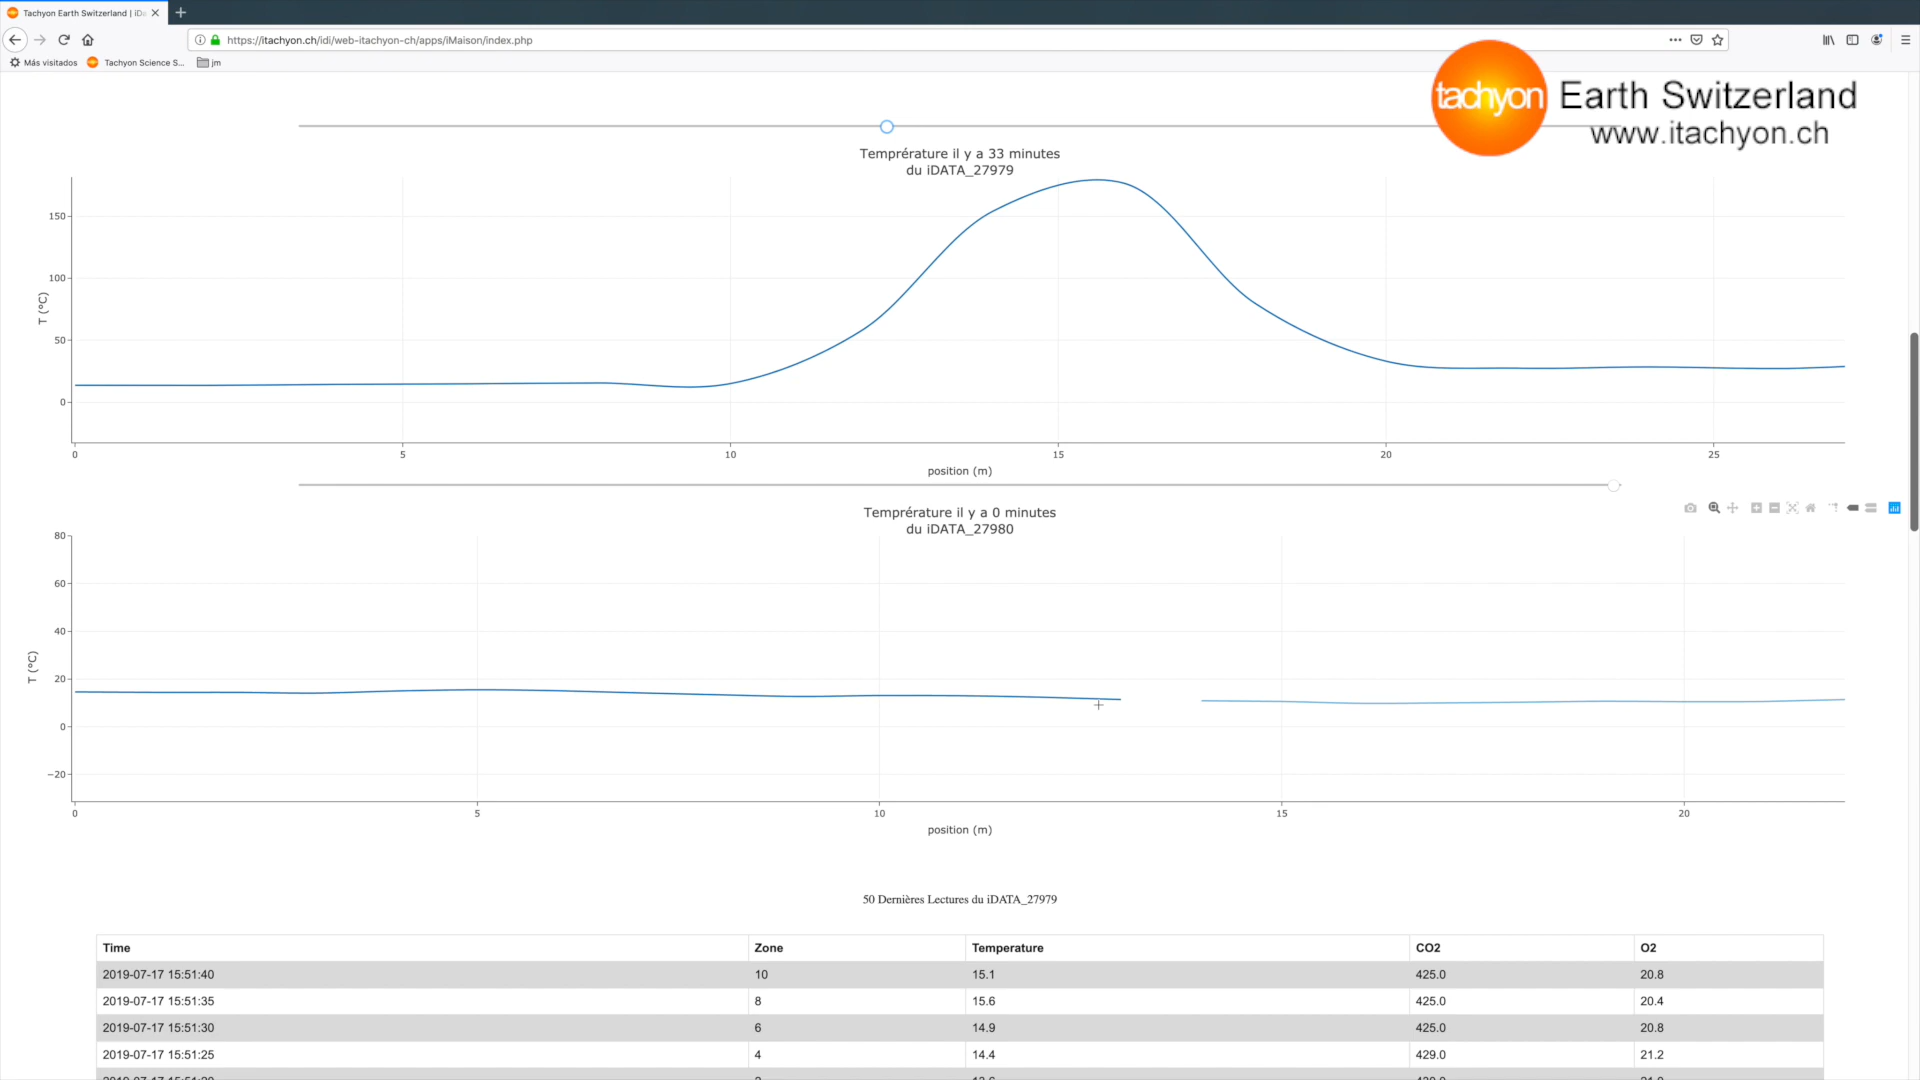 Tachyon Earth Switzerland | iDa
https://itachyon.ch/idi/web-itachyon-ch/apps/iMaison/index.php
Más visitados
Tachyon Science S...
jm
tachyon
Earth Switzerland
www.itachyon.ch
Temprérature il y a 33 minutes
du iDATA_27979
150
100
50
0
T (°C)
0
5
10
15
20
25
position (m)
Temprérature il y a 0 minutes
du iDATA_27980
80
60
40
20
0
−20
T (°C)
0
5
10
15
20
position (m)
50 Dernières Lectures du iDATA_27979
Time Zone Temperature CO2 O2
2019-07-17 15:51:40 10 15.1 425.0 20.8
2019-07-17 15:51:35 8 15.6 425.0 20.4
2019-07-17 15:51:30 6 14.9 425.0 20.8
2019-07-17 15:51:25 4 14.4 429.0 21.2